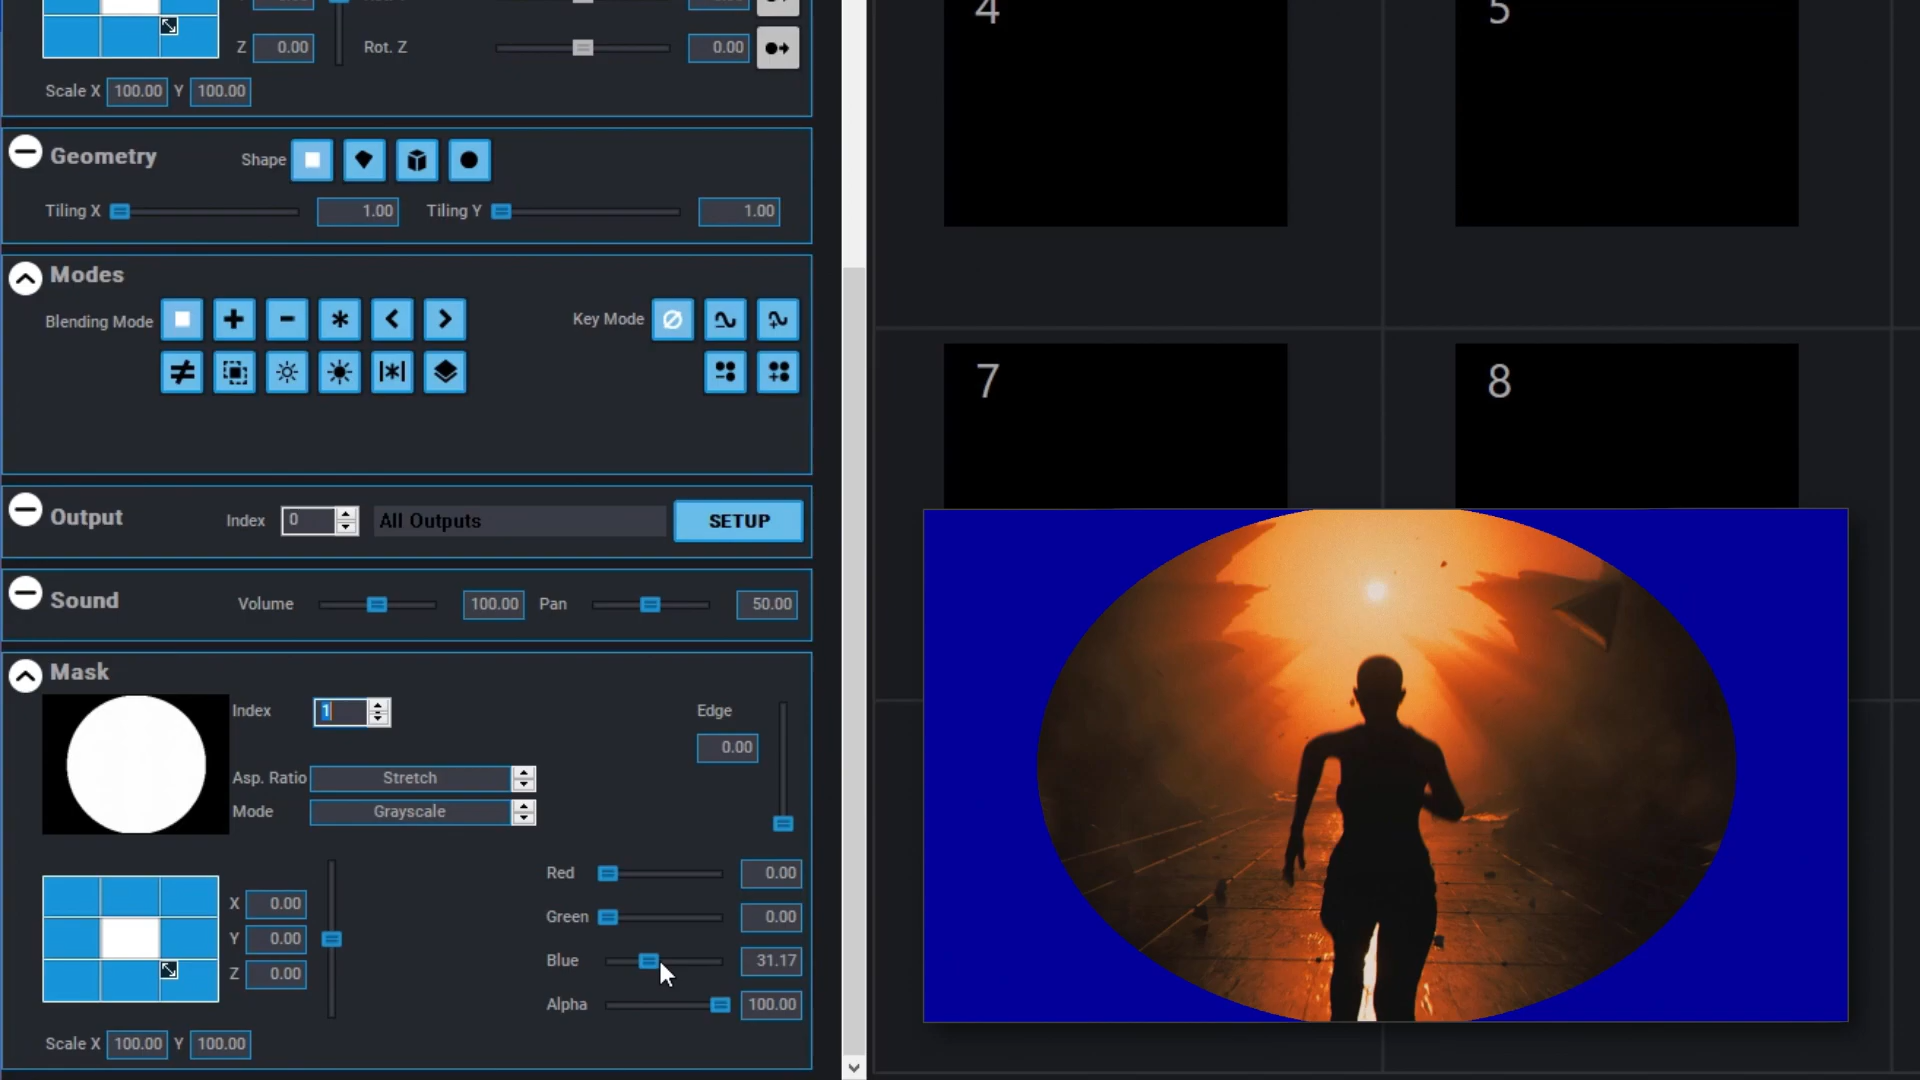 Z 0.00 Rot. Z 0.00
Scale X 100.00 Y 100.00
Geometry Shape
Tiling X 1.00 Tiling Y 1.00
Modes
Blending Mode Key Mode
Output Index 0 All Outputs SETUP
Sound Volume 100.00 Pan 50.00
Mask
Index 1 Edge
0.00
Asp. Ratio Stretch
Mode Grayscale
Red 0.00
X 0.00
Green 0.00
Y 0.00
Blue 31.17
Z 0.00
Alpha 100.00
Scale X 100.00 Y 100.00
4 5
7 8